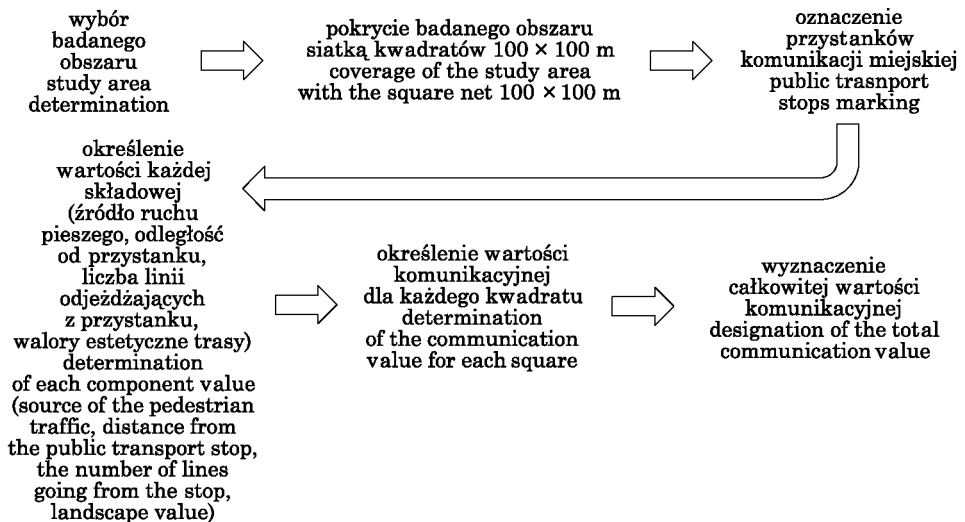 wybór
badanego
obszaru
study area
determination
pokrycie badanego obszaru
siatką kwadratów 100 × 100 m
coverage of the study area
with the square net 100 × 100 m
oznaczenie
przystanków
komunikacji miejskiej
public trasnport
stops marking
określenie
wartości każdej
składowej
(źródło ruchu
pieszego, odległość
od przystanku,
liczba linii
odjeżdżających
z przystanku,
walory estetyczne trasy)
determination
of each component value
(source of the pedestrian
traffic, distance from
the public transport stop,
the number of lines
going from the stop,
landscape value)
określenie wartości
komunikacyjnej
dla każdego kwadratu
determination
of the communication
value for each square
wyznaczenie
całkowitej wartości
komunikacyjnej
designation of the total
communication value